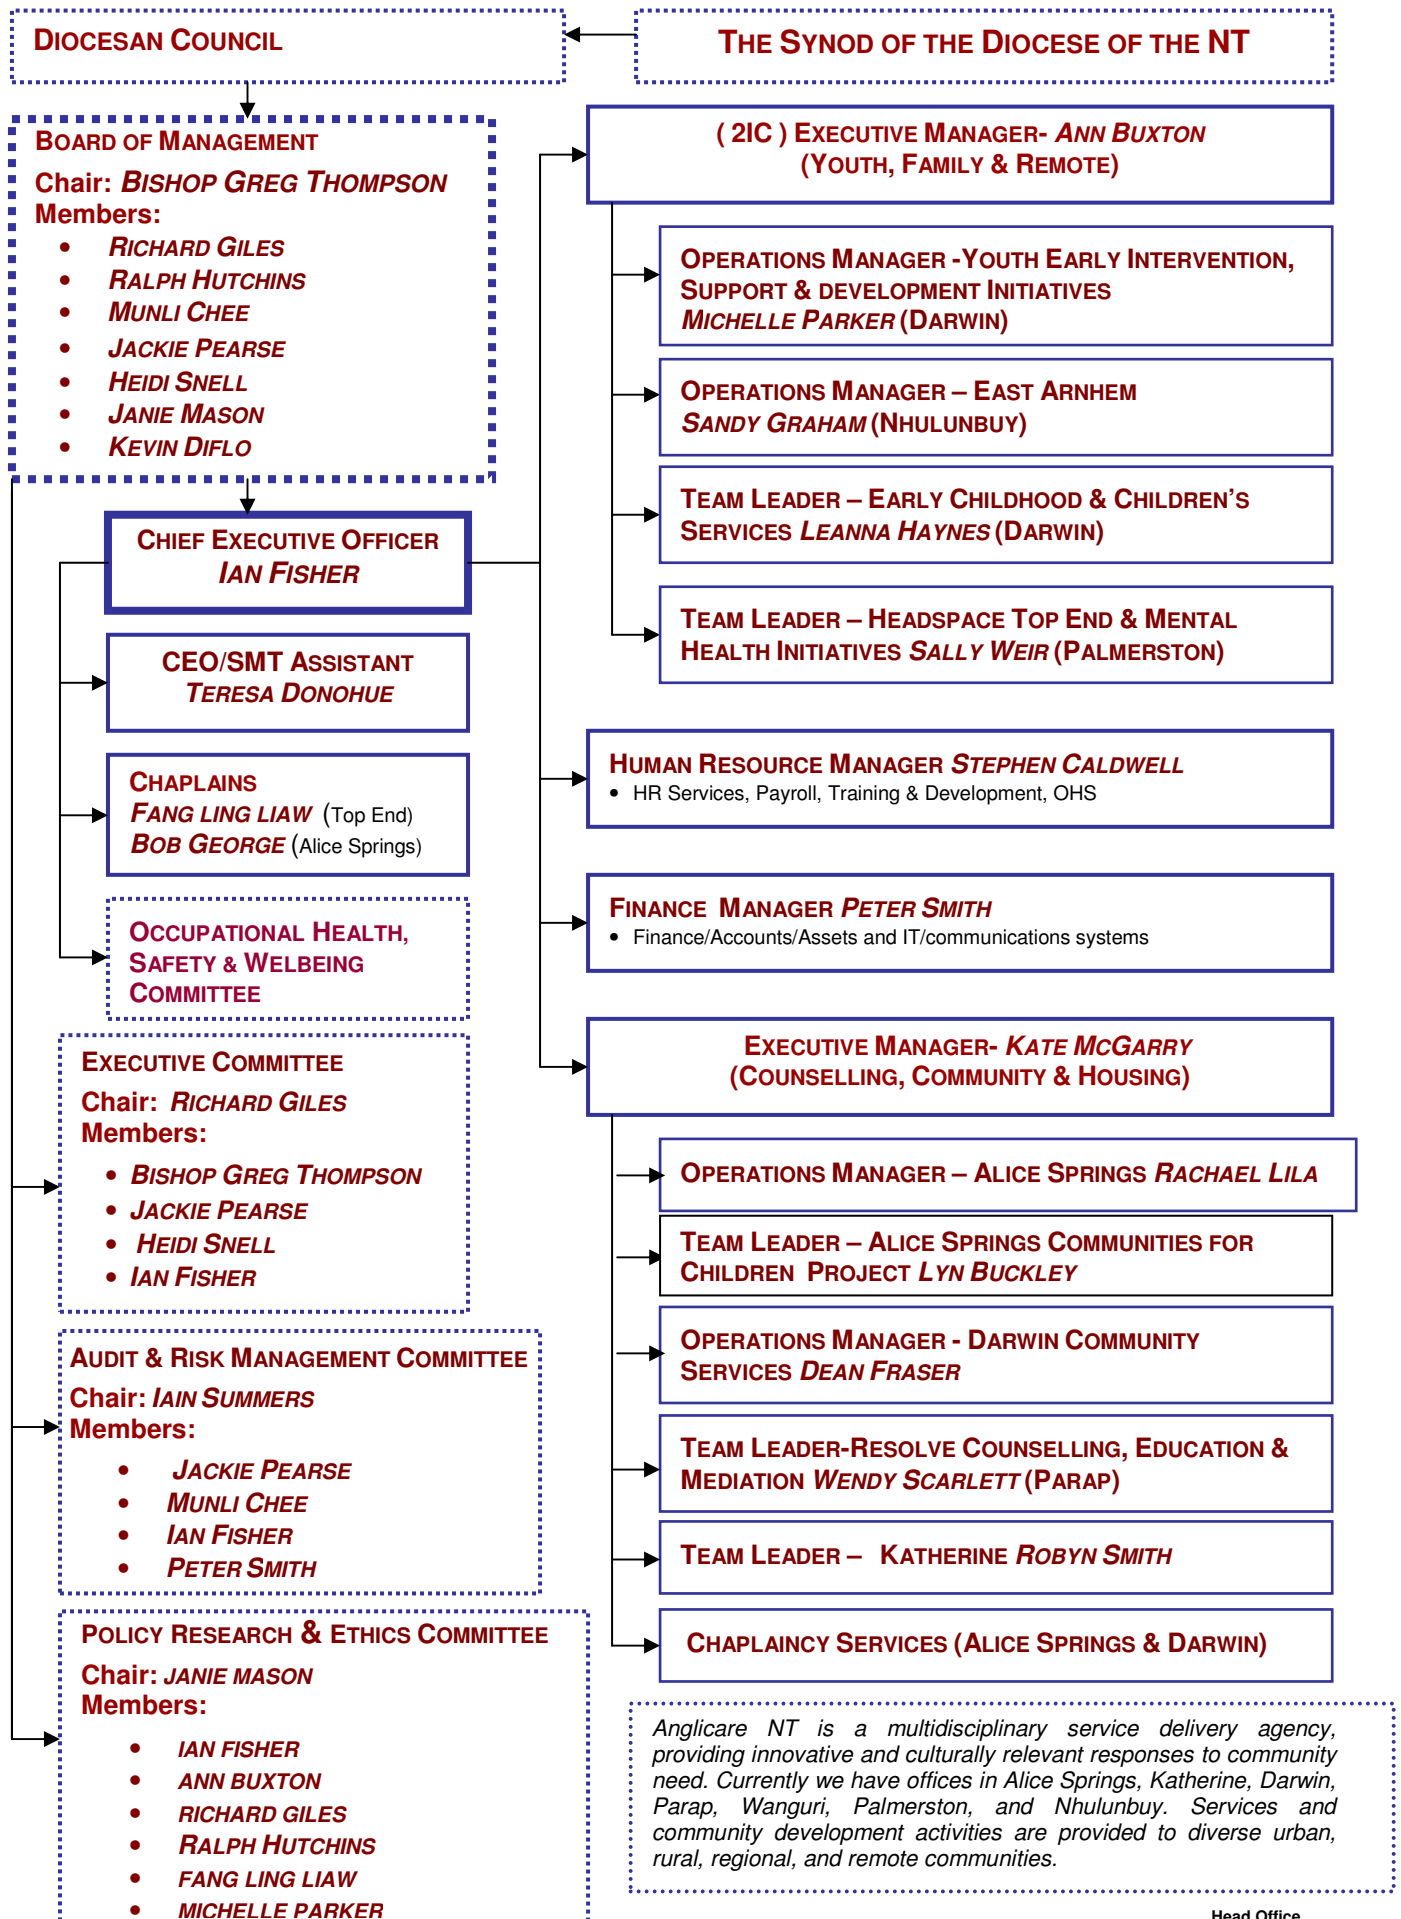 DIOCESAN COUNCIL
THE SYNOD OF THE DIOCESE OF THE NT
BOARD OF MANAGEMENT
Chair: BISHOP GREG THOMPSON
Members:
• RICHARD GILES
• RALPH HUTCHINS
• MUNLI CHEE
• JACKIE PEARSE
• HEIDI SNELL
• JANIE MASON
• KEVIN DIFLO
CHIEF EXECUTIVE OFFICER
IAN FISHER
CEO/SMT ASSISTANT
TERESA DONOHUE
CHAPLAINS
FANG LING LIAW (Top End)
BOB GEORGE (Alice Springs)
OCCUPATIONAL HEALTH,
SAFETY & WELBEING
COMMITTEE
EXECUTIVE COMMITTEE
Chair: RICHARD GILES
Members:
• BISHOP GREG THOMPSON
• JACKIE PEARSE
• HEIDI SNELL
• IAN FISHER
AUDIT & RISK MANAGEMENT COMMITTEE
Chair: IAIN SUMMERS
Members:
• JACKIE PEARSE
• MUNLI CHEE
• IAN FISHER
• PETER SMITH
POLICY RESEARCH & ETHICS COMMITTEE
Chair: JANIE MASON
Members:
• IAN FISHER
• ANN BUXTON
• RICHARD GILES
• RALPH HUTCHINS
• FANG LING LIAW
• MICHELLE PARKER
( 2IC ) EXECUTIVE MANAGER- ANN BUXTON
(YOUTH, FAMILY & REMOTE)
OPERATIONS MANAGER -YOUTH EARLY INTERVENTION,
SUPPORT & DEVELOPMENT INITIATIVES
MICHELLE PARKER (DARWIN)
OPERATIONS MANAGER – EAST ARNHEM
SANDY GRAHAM (NHULUNBUY)
TEAM LEADER – EARLY CHILDHOOD & CHILDREN'S
SERVICES LEANNA HAYNES (DARWIN)
TEAM LEADER – HEADSPACE TOP END & MENTAL
HEALTH INITIATIVES SALLY WEIR (PALMERSTON)
HUMAN RESOURCE MANAGER STEPHEN CALDWELL
• HR Services, Payroll, Training & Development, OHS
FINANCE MANAGER PETER SMITH
• Finance/Accounts/Assets and IT/communications systems
EXECUTIVE MANAGER- KATE MCGARRY
(COUNSELLING, COMMUNITY & HOUSING)
OPERATIONS MANAGER – ALICE SPRINGS RACHAEL LILA
TEAM LEADER – ALICE SPRINGS COMMUNITIES FOR
CHILDREN PROJECT LYN BUCKLEY
OPERATIONS MANAGER - DARWIN COMMUNITY
SERVICES DEAN FRASER
TEAM LEADER-RESOLVE COUNSELLING, EDUCATION &
MEDIATION WENDY SCARLETT (PARAP)
TEAM LEADER – KATHERINE ROBYN SMITH
CHAPLAINCY SERVICES (ALICE SPRINGS & DARWIN)
Anglicare NT is a multidisciplinary service delivery agency,
providing innovative and culturally relevant responses to community
need. Currently we have offices in Alice Springs, Katherine, Darwin,
Parap, Wanguri, Palmerston, and Nhulunbuy. Services and
community development activities are provided to diverse urban,
rural, regional, and remote communities.
Head Office